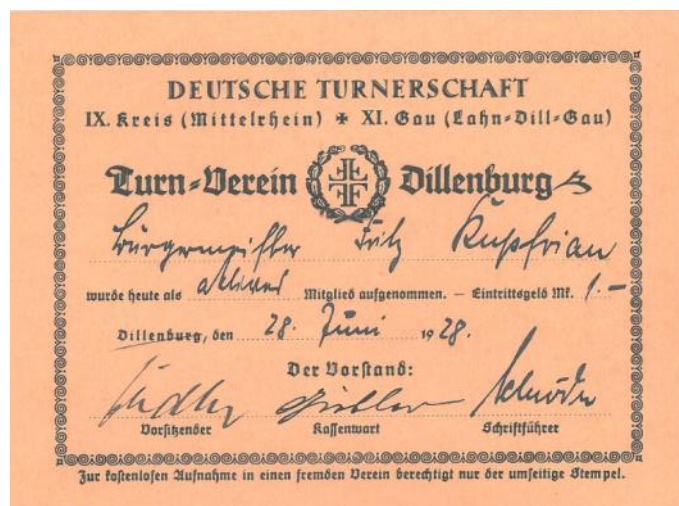 DEUTSCHE TURNERSCHAFT
IX. Kreis (Mittelrhein) + XI. Gau (Lahn-Dill-Gau)
Turn-Verein Dillenburg
Bürgermeister Fritz Kupfrian
wurde heute als aktives Mitglied aufgenommen. – Eintrittsgeld Mk. 1.–
Dillenburg, den 28. Juni 1928.
Der Vorstand:
Schröder
Vorsitzender Kassenwart Schriftführer
Zur kostenlosen Aufnahme in einen fremden Verein berechtigt nur der umseitige Stempel.